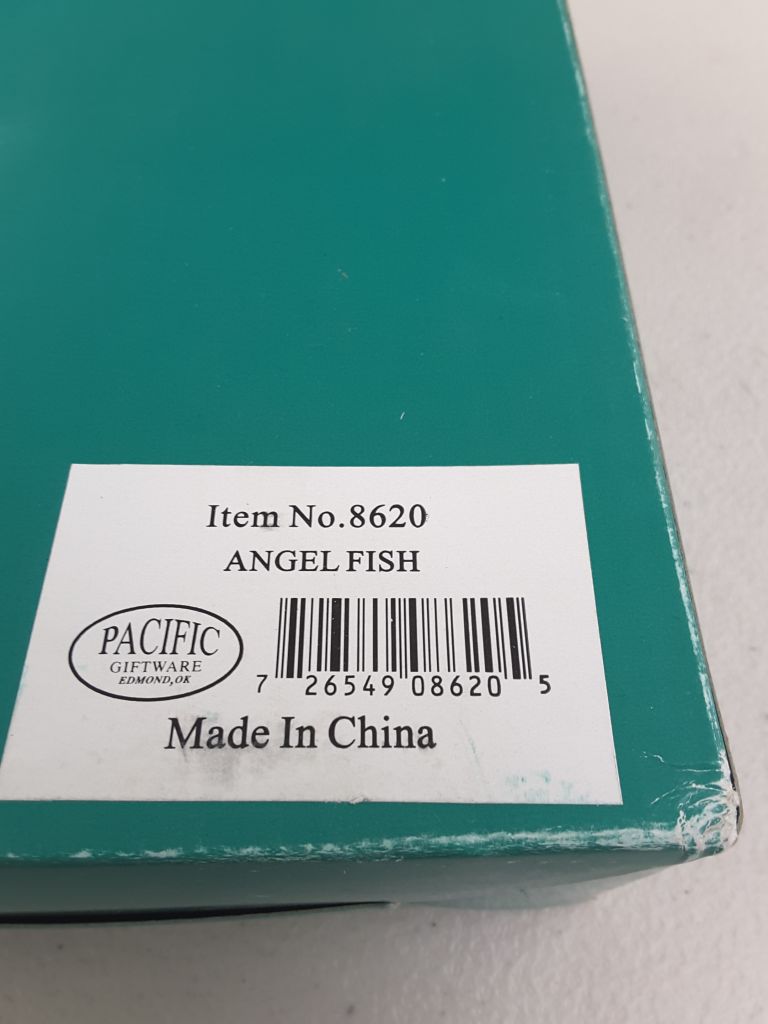 Item No.8620
ANGEL FISH
PACIFIC
GIFTWARE
EDMOND,OK
7 26549 08620 5
Made In China